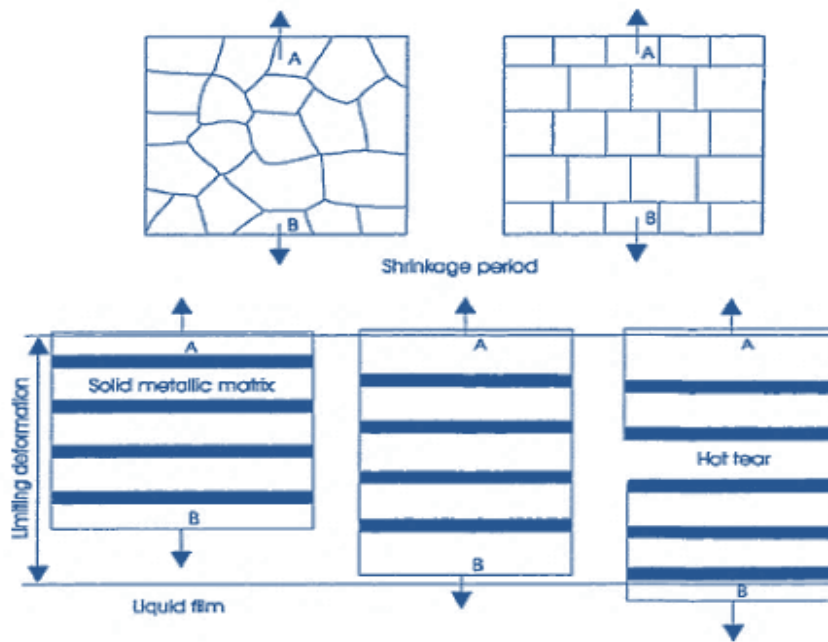 A
A
B
B
Shrinkage period
A
A
A
Solid metallic matrix
Limiting deformation
Hot tear
B
B
B
Liquid film